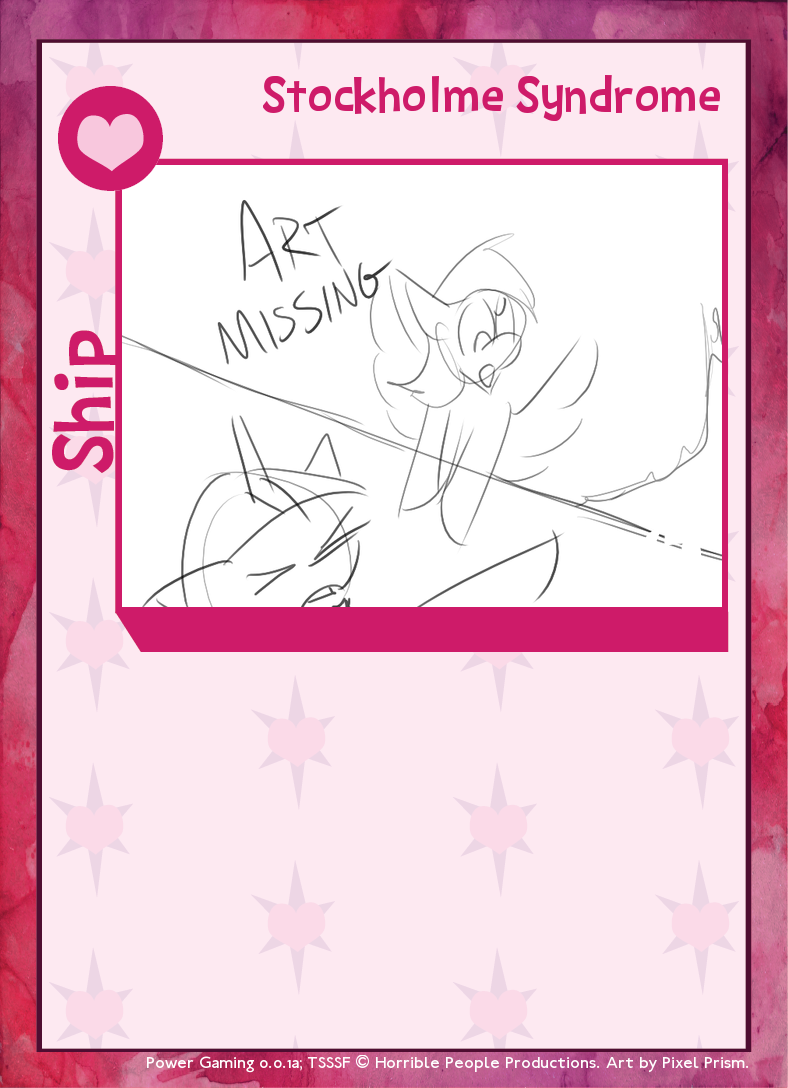 Stockholme Syndrome
ART
MISSING
Ship
Power Gaming 0.0.1a; TSSSF © Horrible People Productions. Art by Pixel Prism.